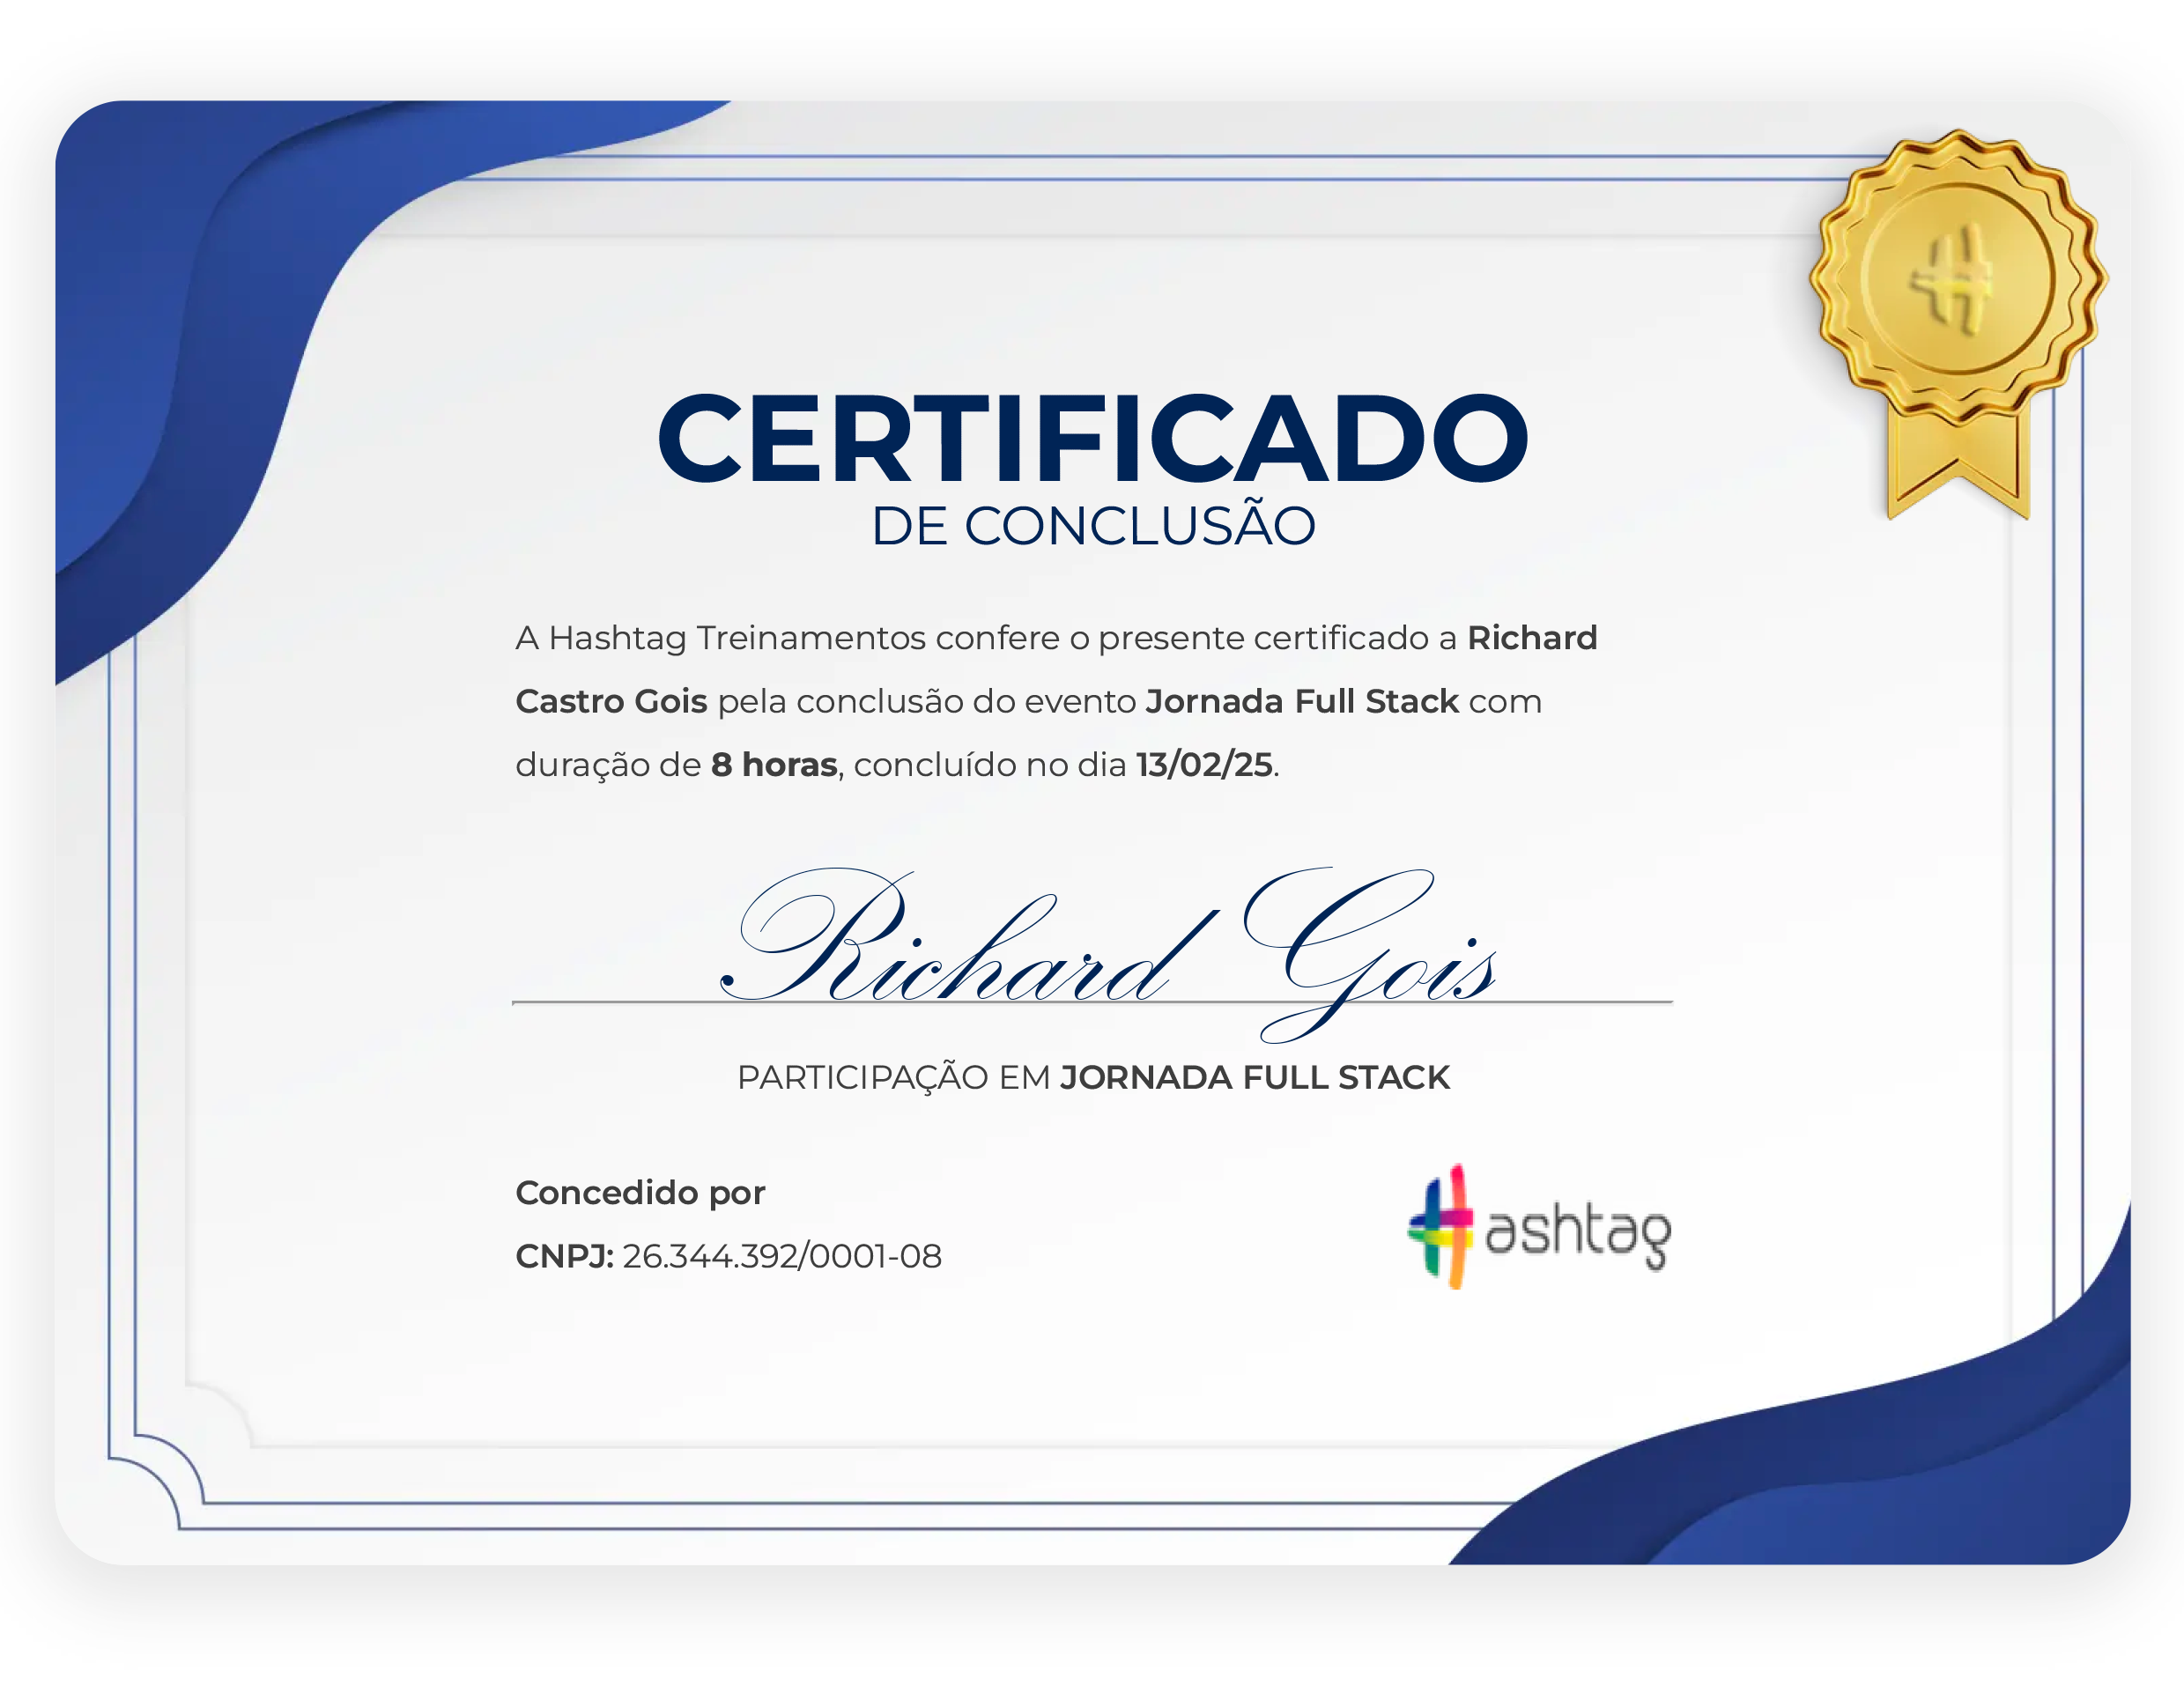 CERTIFICADO
DE CONCLUSÃO
A Hashtag Treinamentos confere o presente certificado a Richard
Castro Gois pela conclusão do evento Jornada Full Stack com
duração de 8 horas, concluído no dia 13/02/25.
Richard Gois
PARTICIPAÇÃO EM JORNADA FULL STACK
Concedido por
CNPJ: 26.344.392/0001-08
Hashtag